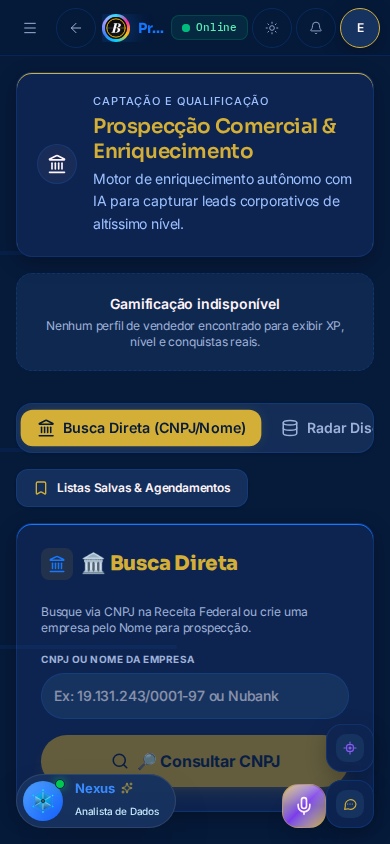 B
Pr...
Online
E
CAPTAÇÃO E QUALIFICAÇÃO
Prospecção Comercial &
Enriquecimento
Motor de enriquecimento autônomo com
IA para capturar leads corporativos de
altíssimo nível.
Gamificação indisponível
Nenhum perfil de vendedor encontrado para exibir XP,
nível e conquistas reais.
Busca Direta (CNPJ/Nome)
Radar Dis
Listas Salvas & Agendamentos
Busca Direta
Busque via CNPJ na Receita Federal ou crie uma
empresa pelo Nome para prospecção.
CNPJ OU NOME DA EMPRESA
Ex: 19.131.243/0001-97 ou Nubank
Consultar CNPJ
Nexus
Analista de Dados